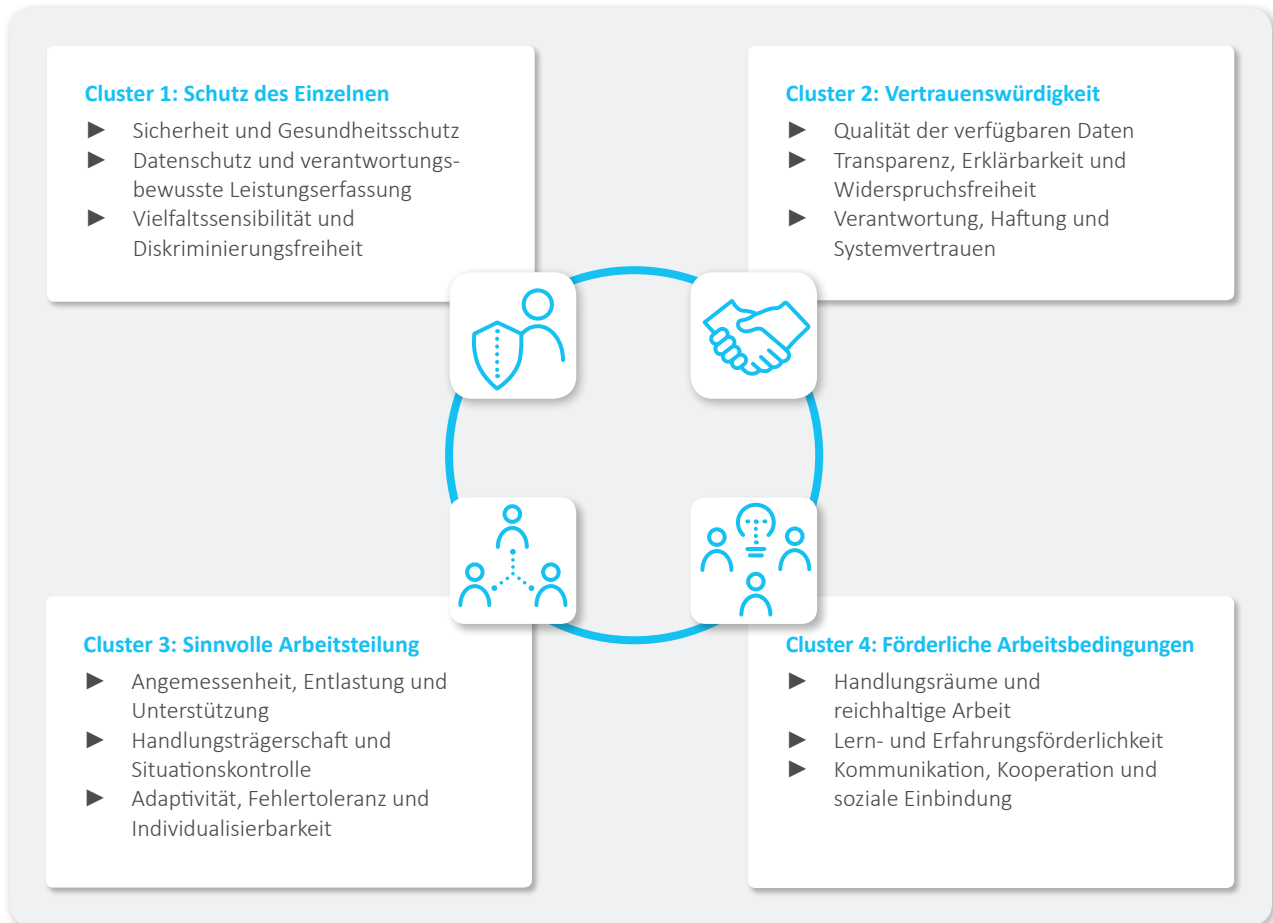 Cluster 1: Schutz des Einzelnen
► Sicherheit und Gesundheitsschutz
► Datenschutz und verantwortungs-
bewusste Leistungserfassung
► Vielfaltssensibilität und
Diskriminierungsfreiheit
Cluster 2: Vertrauenswürdigkeit
► Qualität der verfügbaren Daten
► Transparenz, Erklärbarkeit und
Widerspruchsfreiheit
► Verantwortung, Haftung und
Systemvertrauen
Cluster 3: Sinnvolle Arbeitsteilung
► Angemessenheit, Entlastung und
Unterstützung
► Handlungsträgerschaft und
Situationskontrolle
► Adaptivität, Fehlertoleranz und
Individualisierbarkeit
Cluster 4: Förderliche Arbeitsbedingungen
► Handlungsräume und
reichhaltige Arbeit
► Lern- und Erfahrungsförderlichkeit
► Kommunikation, Kooperation und
soziale Einbindung